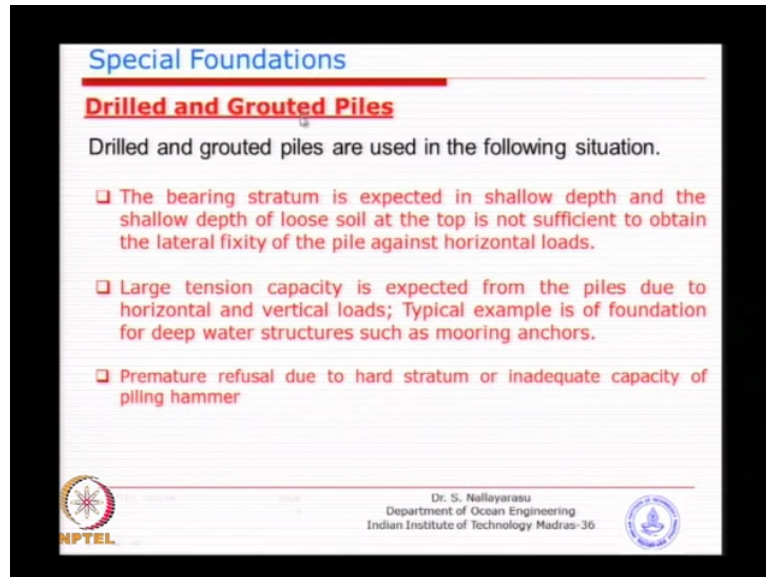 Special Foundations
Drilled and Grouted Piles
Drilled and grouted piles are used in the following situation.
The bearing stratum is expected in shallow depth and the
shallow depth of loose soil at the top is not sufficient to obtain
the lateral fixity of the pile against horizontal loads.
Large tension capacity is expected from the piles due to
horizontal and vertical loads; Typical example is of foundation
for deep water structures such as mooring anchors.
Premature refusal due to hard stratum or inadequate capacity of
piling hammer
Dr. S. Nallayarasu
Department of Ocean Engineering
Indian Institute of Technology Madras-36
NPTEL